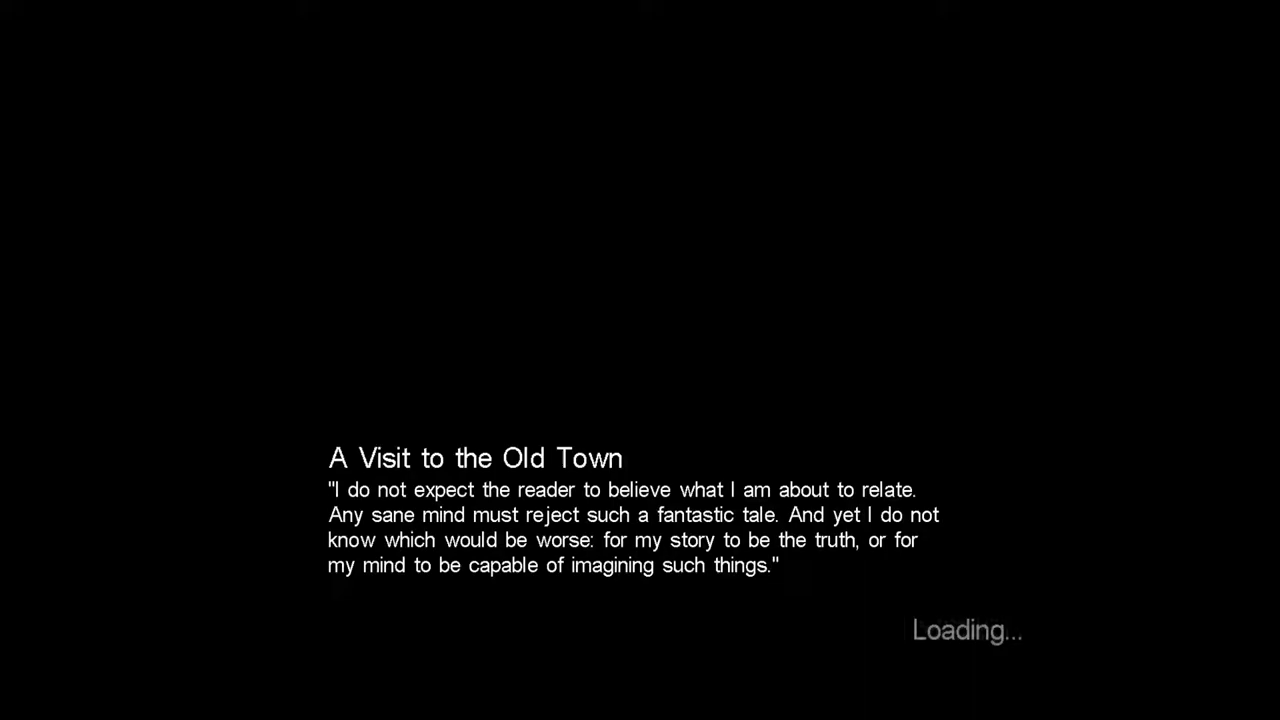 A Visit to the Old Town
"I do not expect the reader to believe what I am about to relate.
Any sane mind must reject such a fantastic tale. And yet I do not
know which would be worse: for my story to be the truth, or for
my mind to be capable of imagining such things."
Loading...